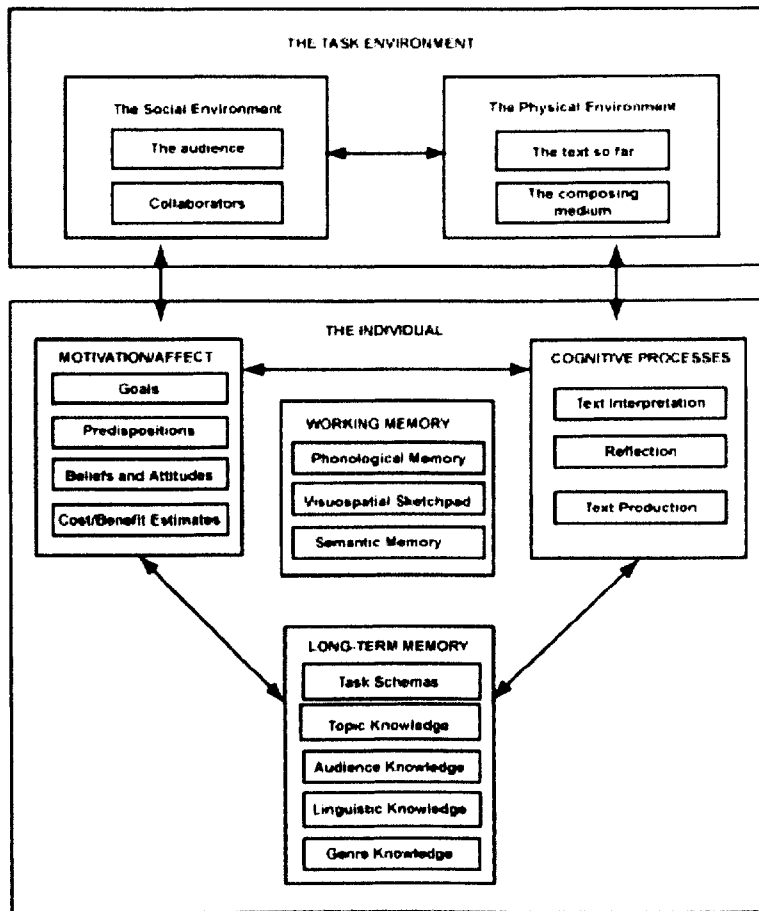 THE TASK ENVIRONMENT
The Social Environment
The audience
Collaborators
The Physical Environment
The text so far
The composing
medium
THE INDIVIDUAL
MOTIVATION/AFFECT
Goals
Predispositions
Beliefs and Attitudes
Cost/Benefit Estimates
WORKING MEMORY
Phonological Memory
Visuospatial Sketchpad
Semantic Memory
COGNITIVE PROCESSES
Text Interpretation
Reflection
Text Production
LONG-TERM MEMORY
Task Schemas
Topic Knowledge
Audience Knowledge
Linguistic Knowledge
Genre Knowledge